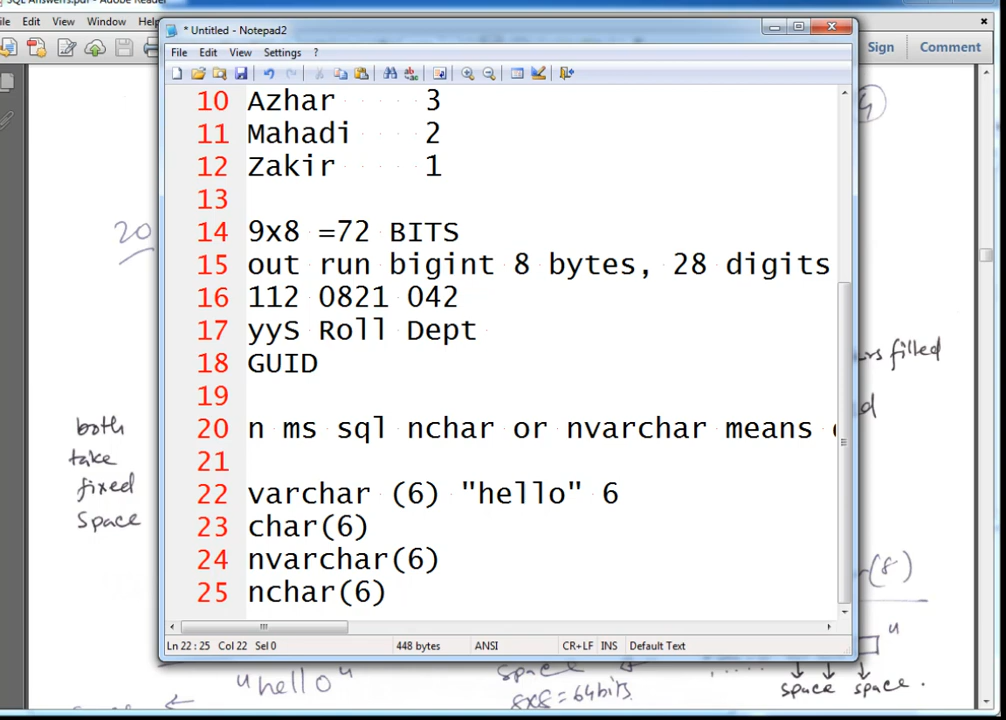 SQL Answers.pdf - Adobe Reader
Edit View Window Help
Sign Comment
* Untitled - Notepad2
File Edit View Settings ?
10 Azhar 3
11 Mahadi 2
12 Zakir 1
13
14 9x8 =72 BITS
15 out run bigint 8 bytes, 28 digits
16 112 0821 042
17 yyS Roll Dept
18 GUID
19
20 n ms sql nchar or nvarchar means
21
22 varchar (6) "hello" 6
23 char(6)
24 nvarchar(6)
25 nchar(6)
Ln 22 : 25 Col 22 Sel 0 448 bytes ANSI CR+LF INS Default Text
20
both
take
fixed
space
filled
(8)
"hello"
space
8x8 = 64 bits
space space .